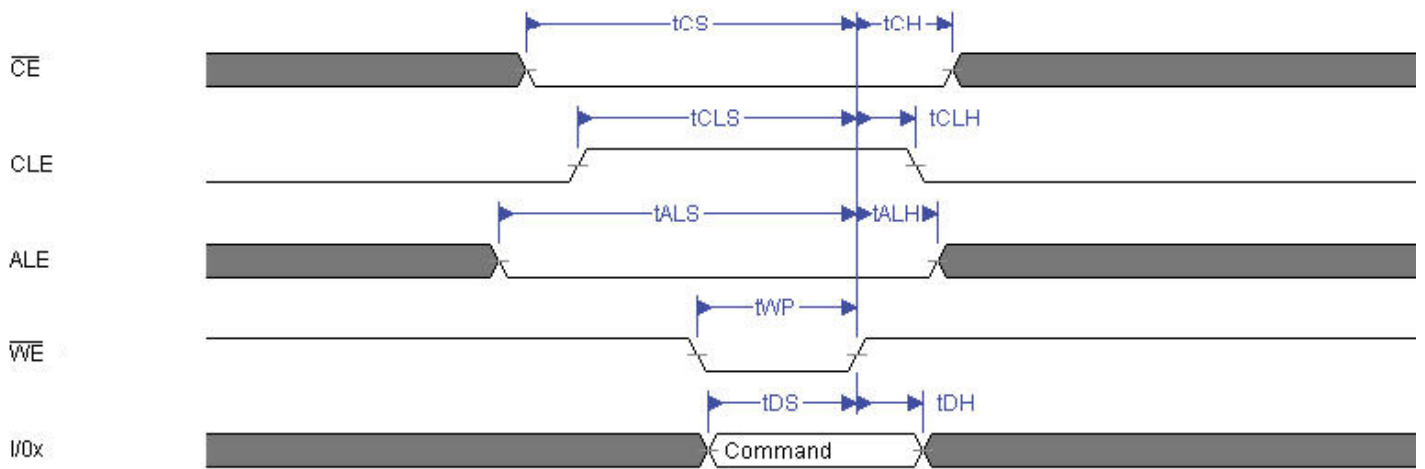 tCS tCH
CE
tCLS tCLH
CLE
tALS tALH
ALE
tWP
WE
tDS tDH
I/0x Command